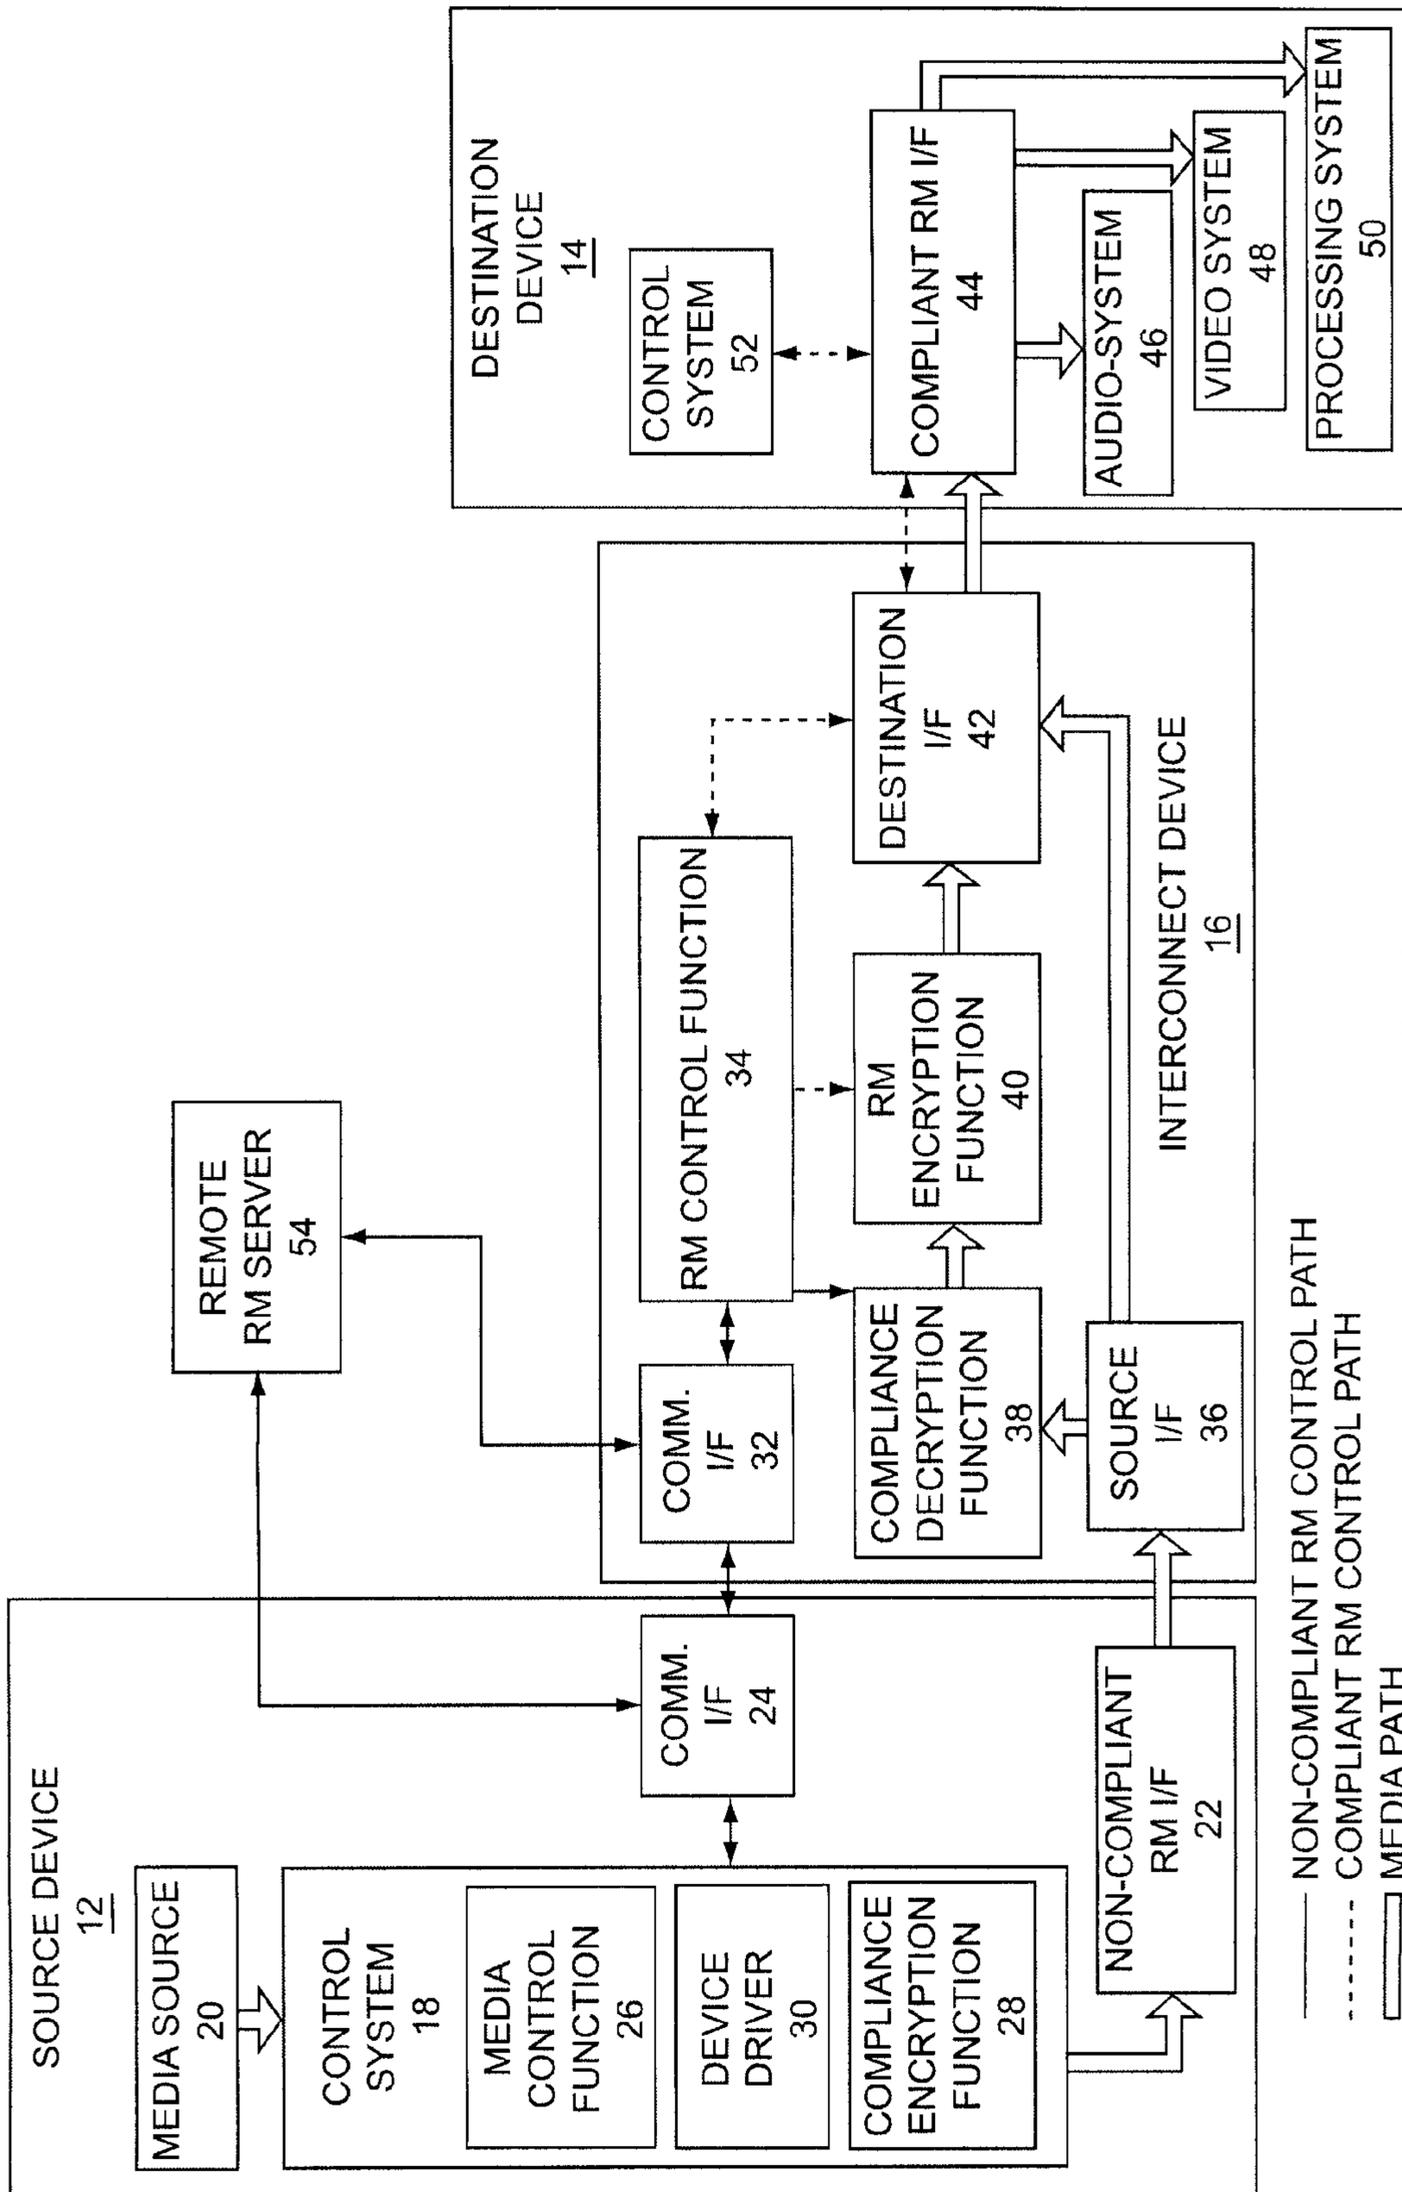 SOURCE DEVICE
12
MEDIA SOURCE
20
CONTROL
SYSTEM
18
MEDIA
CONTROL
FUNCTION
26
DEVICE
DRIVER
30
COMPLIANCE
ENCRYPTION
FUNCTION
28
COMM.
I/F
24
NON-COMPLIANT
RM I/F
22
REMOTE
RM SERVER
54
COMM.
I/F
32
RM CONTROL FUNCTION
34
COMPLIANCE
DECRYPTION
FUNCTION
38
RM
ENCRYPTION
FUNCTION
40
SOURCE
I/F
36
DESTINATION
I/F
42
INTERCONNECT DEVICE
16
DESTINATION
DEVICE
14
CONTROL
SYSTEM
52
COMPLIANT RM I/F
44
AUDIO-SYSTEM
46
VIDEO SYSTEM
48
PROCESSING SYSTEM
50
NON-COMPLIANT RM CONTROL PATH
COMPLIANT RM CONTROL PATH
MEDIA PATH